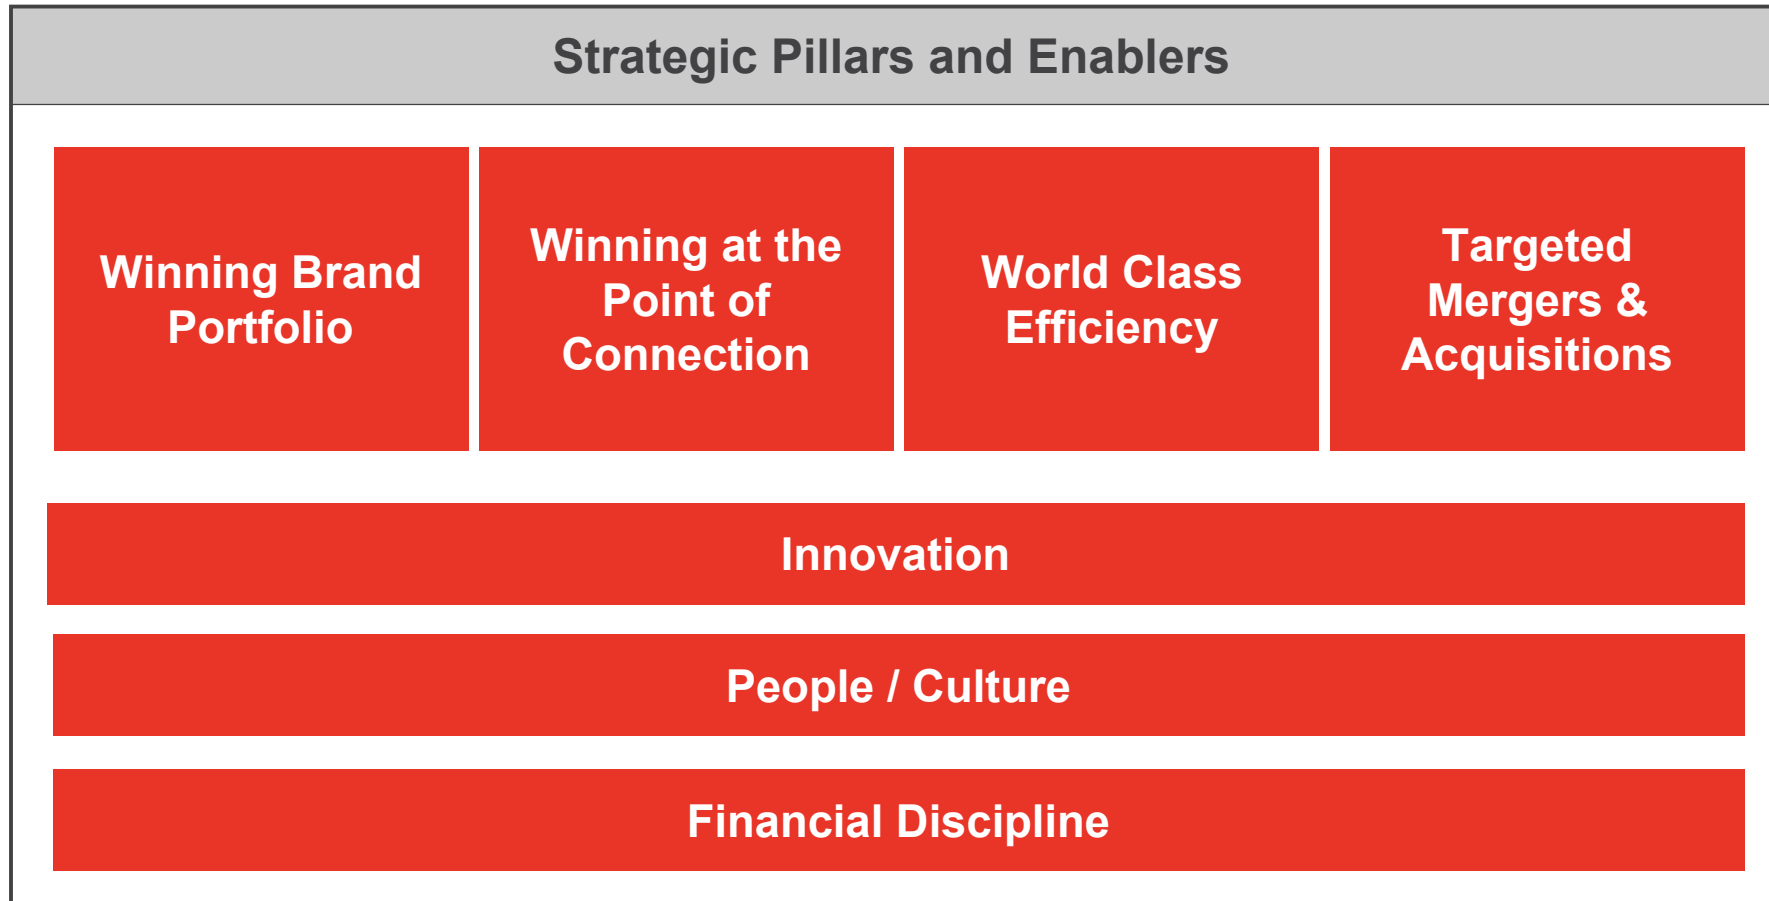 Strategic Pillars and Enablers
Winning Brand
Portfolio
Winning at the
Point of
Connection
World Class
Efficiency
Targeted
Mergers &
Acquisitions
Innovation
People / Culture
Financial Discipline